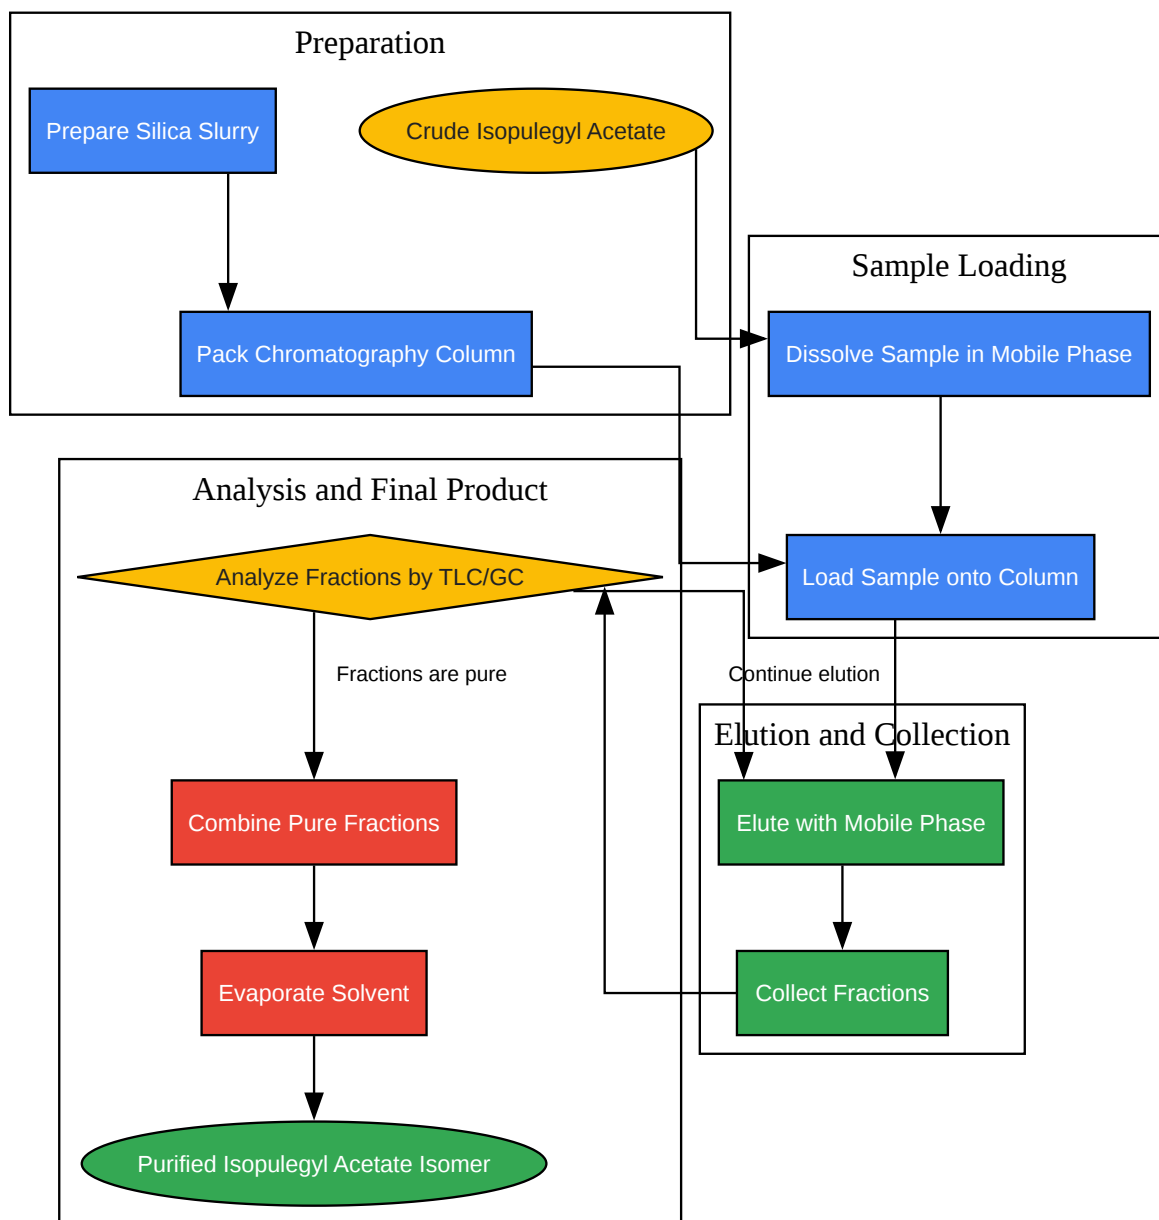 Preparation
Prepare Silica Slurry
Crude Isopulegyl Acetate
Pack Chromatography Column
Sample Loading
Dissolve Sample in Mobile Phase
Load Sample onto Column
Analysis and Final Product
Analyze Fractions by TLC/GC
Fractions are pure
Continue elution
Elution and Collection
Combine Pure Fractions
Elute with Mobile Phase
Evaporate Solvent
Collect Fractions
Purified Isopulegyl Acetate Isomer